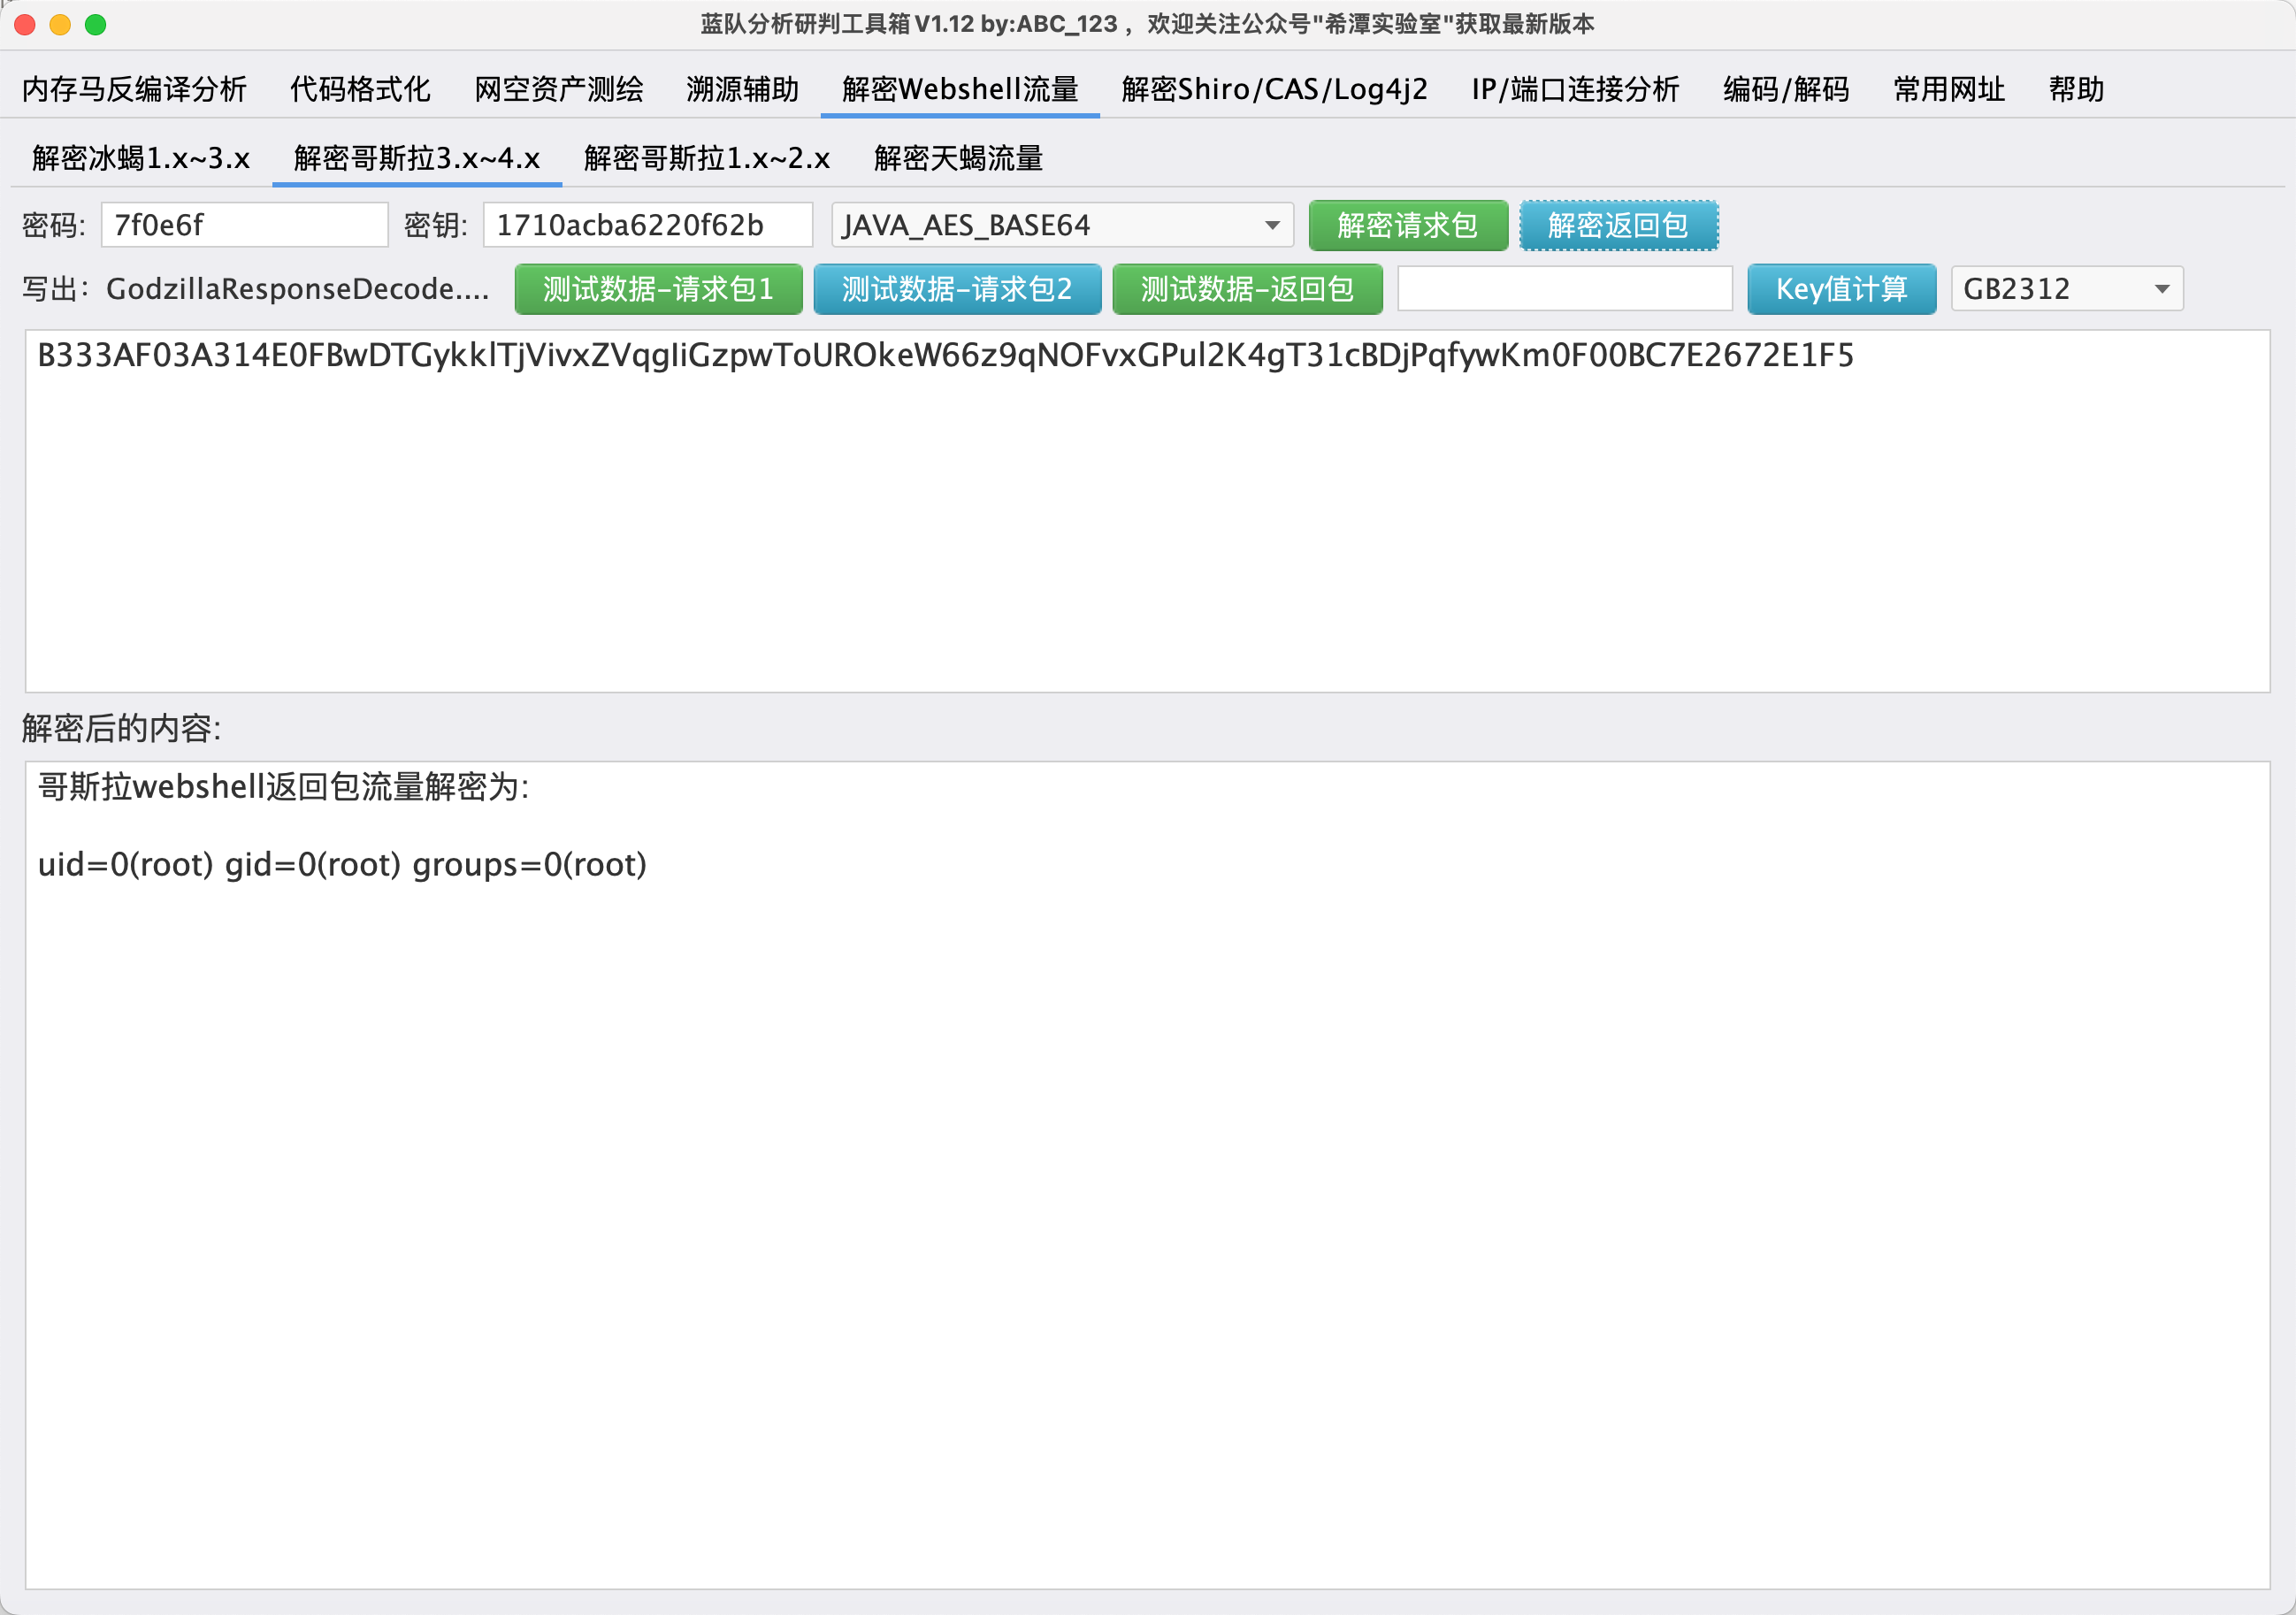 蓝队分析研判工具箱V1.12 by:ABC_123，欢迎关注公众号"希潭实验室"获取最新版本
内存马反编译分析 代码格式化 网空资产测绘 溯源辅助 解密Webshell流量 解密Shiro/CAS/Log4j2 IP/端口连接分析 编码/解码 常用网址 帮助
解密冰蝎1.x~3.x 解密哥斯拉3.x~4.x 解密哥斯拉1.x~2.x 解密天蝎流量
密码: 7f0e6f 密钥: 1710acba6220f62b JAVA_AES_BASE64 解密请求包 解密返回包
写出: GodzillaResponseDecode.... 测试数据-请求包1 测试数据-请求包2 测试数据-返回包 Key值计算 GB2312
B333AF03A314E0FBwDTGykklTjVivxZVqgIiGzpwToUROkeW66z9qNOFvxGPul2K4gT31cBDjPqfywKm0F00BC7E2672E1F5
解密后的内容:
哥斯拉webshell返回包流量解密为:
uid=0(root) gid=0(root) groups=0(root)